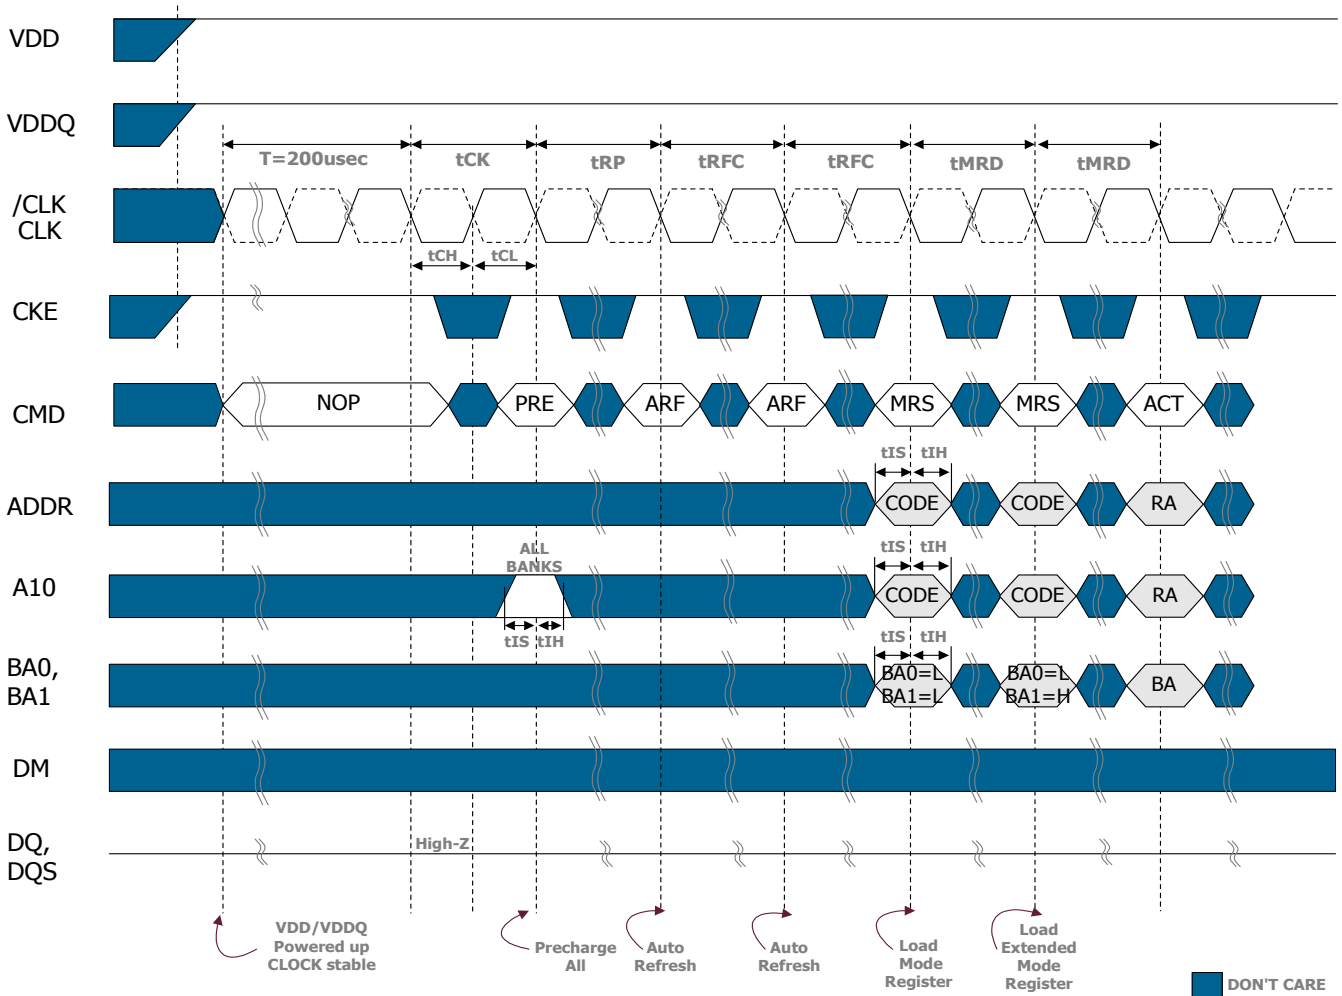 VDD
VDDQ
T=200usec tCK tRP tRFC tRFC tMRD tMRD
/CLK
CLK
tCH tCL
CKE
CMD NOP PRE ARF ARF MRS MRS ACT
tIS tIH
ADDR CODE CODE RA
ALL
BANKS
tIS tIH
A10 CODE CODE RA
tIS tIH
tIS tIH
BA0,
BA1
BA0=L
BA1=L
BA0=L
BA1=H
BA
DM
DQ,
DQS
High-Z
VDD/VDDQ
Powered up
CLOCK stable
Precharge
All
Auto
Refresh
Auto
Refresh
Load
Mode
Register
Load
Extended
Mode
Register
DON'T CARE